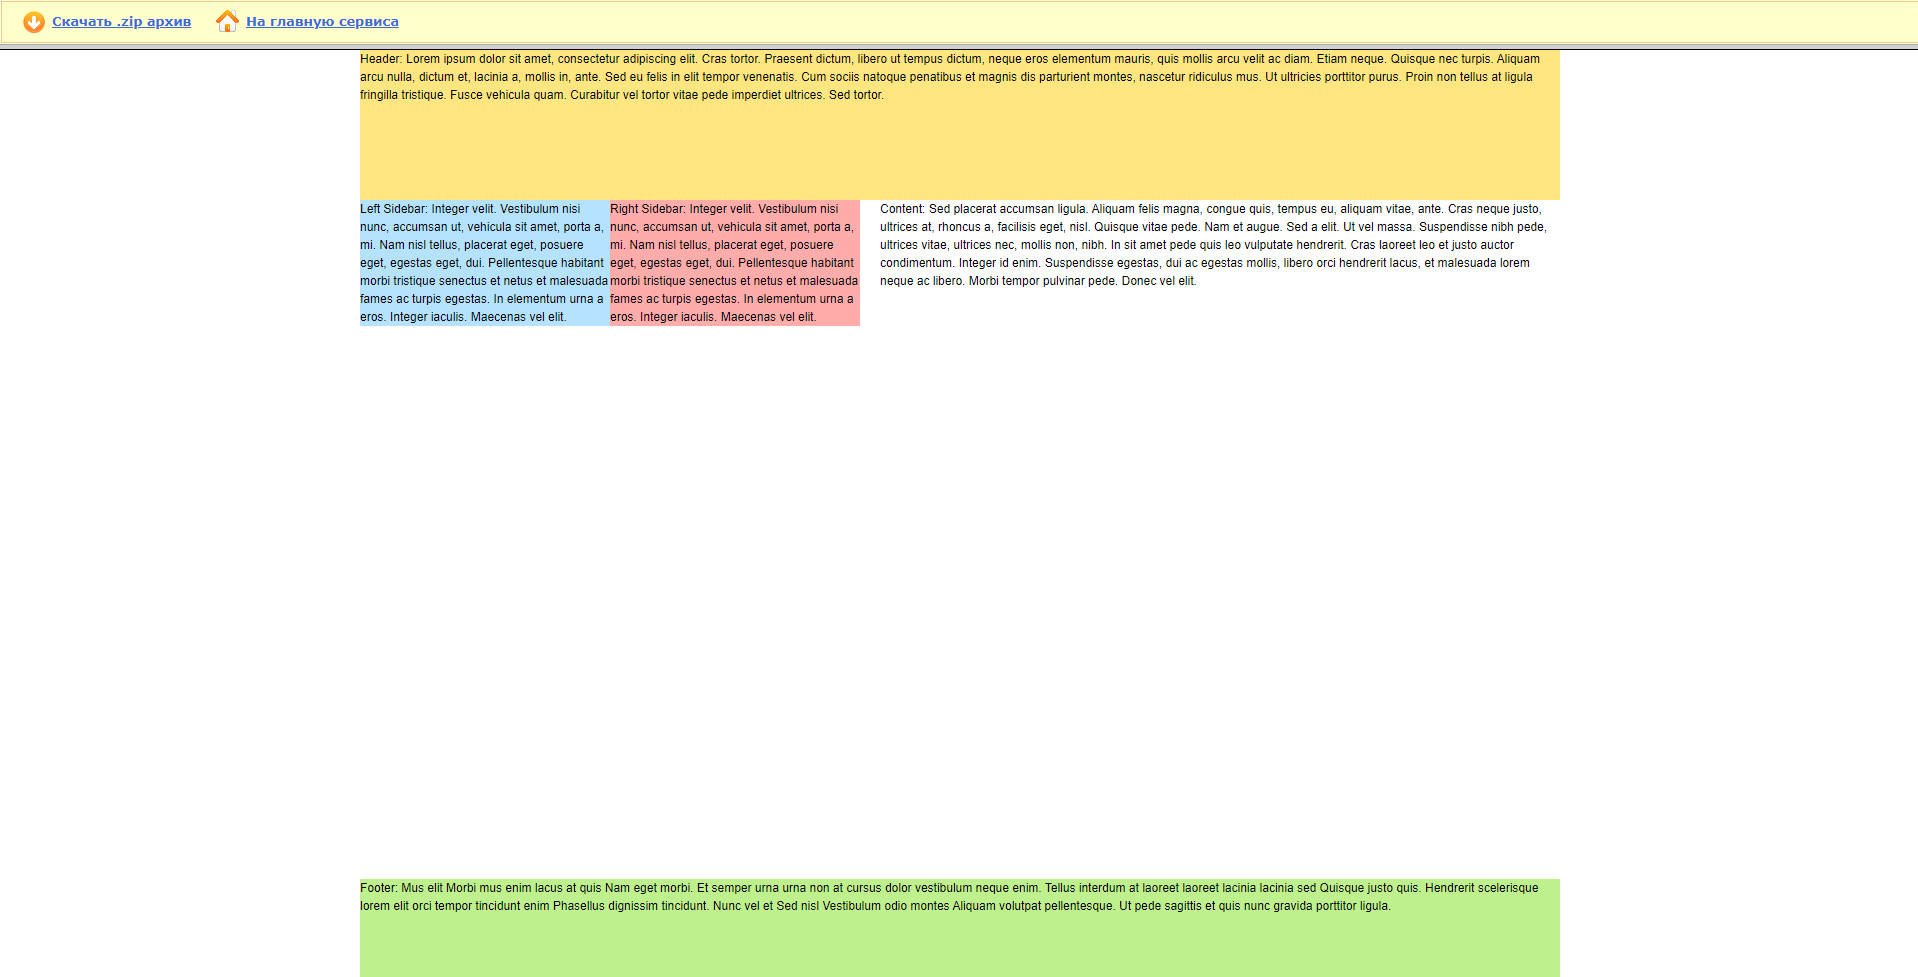 Скачать .zip архив На главную сервиса
Header: Lorem ipsum dolor sit amet, consectetur adipiscing elit. Cras tortor. Praesent dictum, libero ut tempus dictum, neque eros elementum mauris, quis mollis arcu velit ac diam. Etiam neque. Quisque nec turpis. Aliquam
arcu nulla, dictum et, lacinia a, mollis in, ante. Sed eu felis in elit tempor venenatis. Cum sociis natoque penatibus et magnis dis parturient montes, nascetur ridiculus mus. Ut ultricies porttitor purus. Proin non tellus at ligula
fringilla tristique. Fusce vehicula quam. Curabitur vel tortor vitae pede imperdiet ultrices. Sed tortor.
Left Sidebar: Integer velit. Vestibulum nisi
nunc, accumsan ut, vehicula sit amet, porta a,
mi. Nam nisl tellus, placerat eget, posuere
eget, egestas eget, dui. Pellentesque habitant
morbi tristique senectus et netus et malesuada
fames ac turpis egestas. In elementum urna a
eros. Integer iaculis. Maecenas vel elit.
Right Sidebar: Integer velit. Vestibulum nisi
nunc, accumsan ut, vehicula sit amet, porta a,
mi. Nam nisl tellus, placerat eget, posuere
eget, egestas eget, dui. Pellentesque habitant
morbi tristique senectus et netus et malesuada
fames ac turpis egestas. In elementum urna a
eros. Integer iaculis. Maecenas vel elit.
Content: Sed placerat accumsan ligula. Aliquam felis magna, congue quis, tempus eu, aliquam vitae, ante. Cras neque justo,
ultrices at, rhoncus a, facilisis eget, nisl. Quisque vitae pede. Nam et augue. Sed a elit. Ut vel massa. Suspendisse nibh pede,
ultrices vitae, ultrices nec, mollis non, nibh. In sit amet pede quis leo vulputate hendrerit. Cras laoreet leo et justo auctor
condimentum. Integer id enim. Suspendisse egestas, dui ac egestas mollis, libero orci hendrerit lacus, et malesuada lorem
neque ac libero. Morbi tempor pulvinar pede. Donec vel elit.
Footer: Mus elit Morbi mus enim lacus at quis Nam eget morbi. Et semper urna urna non at cursus dolor vestibulum neque enim. Tellus interdum at laoreet laoreet lacinia lacinia sed Quisque justo quis. Hendrerit scelerisque
lorem elit orci tempor tincidunt enim Phasellus dignissim tincidunt. Nunc vel et Sed nisl Vestibulum odio montes Aliquam volutpat pellentesque. Ut pede sagittis et quis nunc gravida porttitor ligula.